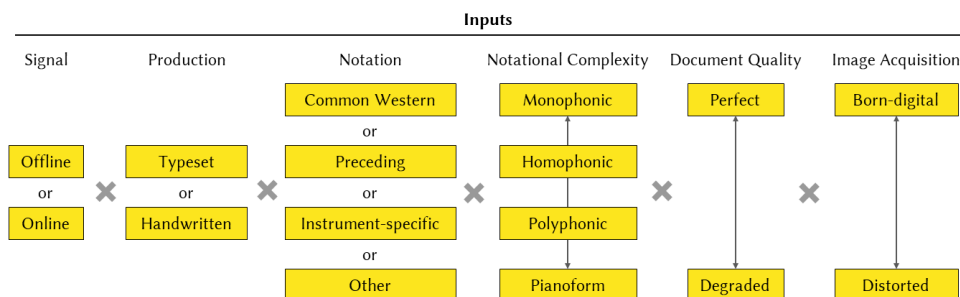 Inputs
Signal Production Notation Notational Complexity Document Quality Image Acquisition
Common Western Monophonic Perfect Born-digital
or
Offline Typeset Preceding Homophonic
or or or
Online Handwritten Instrument-specific Polyphonic
or
Other Pianoform Degraded Distorted